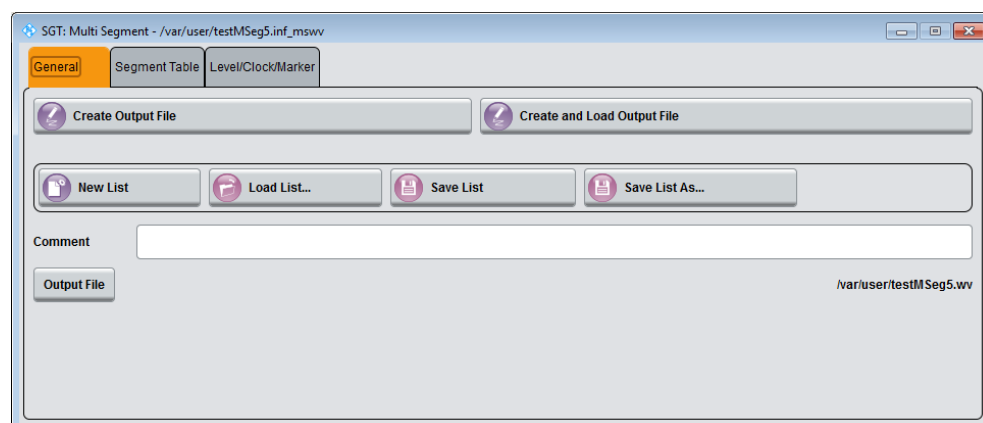 SGT: Multi Segment - /var/user/testMSeg5.inf_mswv
General Segment Table Level/Clock/Marker
Create Output File Create and Load Output File
New List Load List... Save List Save List As...
Comment
Output File /var/user/testMSeg5.wv